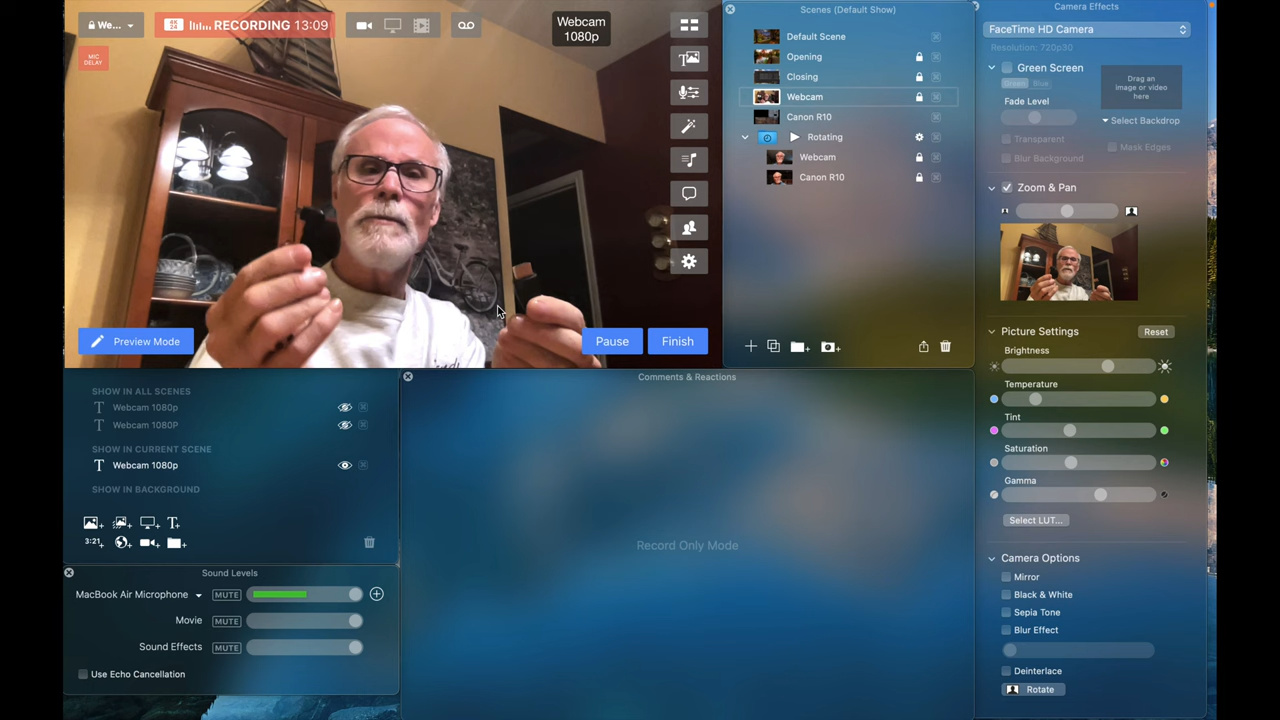 We...
4K
24
RECORDING 13:09
Webcam
1080p
MIC
DELAY
Preview Mode
Pause
Finish
Scenes (Default Show)
Default Scene
Opening
Closing
Webcam
Canon R10
Rotating
Webcam
Canon R10
Camera Effects
FaceTime HD Camera
Resolution: 720p30
Green Screen
Green
Blue
Drag an
image or video
here
Fade Level
Select Backdrop
Transparent
Mask Edges
Blur Background
Zoom & Pan
Picture Settings
Reset
Brightness
Temperature
Tint
Saturation
Gamma
Select LUT...
Camera Options
Mirror
Black & White
Sepia Tone
Blur Effect
Deinterlace
Rotate
SHOW IN ALL SCENES
Webcam 1080p
Webcam 1080P
SHOW IN CURRENT SCENE
Webcam 1080p
SHOW IN BACKGROUND
3:21+
Sound Levels
MacBook Air Microphone
MUTE
Movie
MUTE
Sound Effects
MUTE
Use Echo Cancellation
Comments & Reactions
Record Only Mode